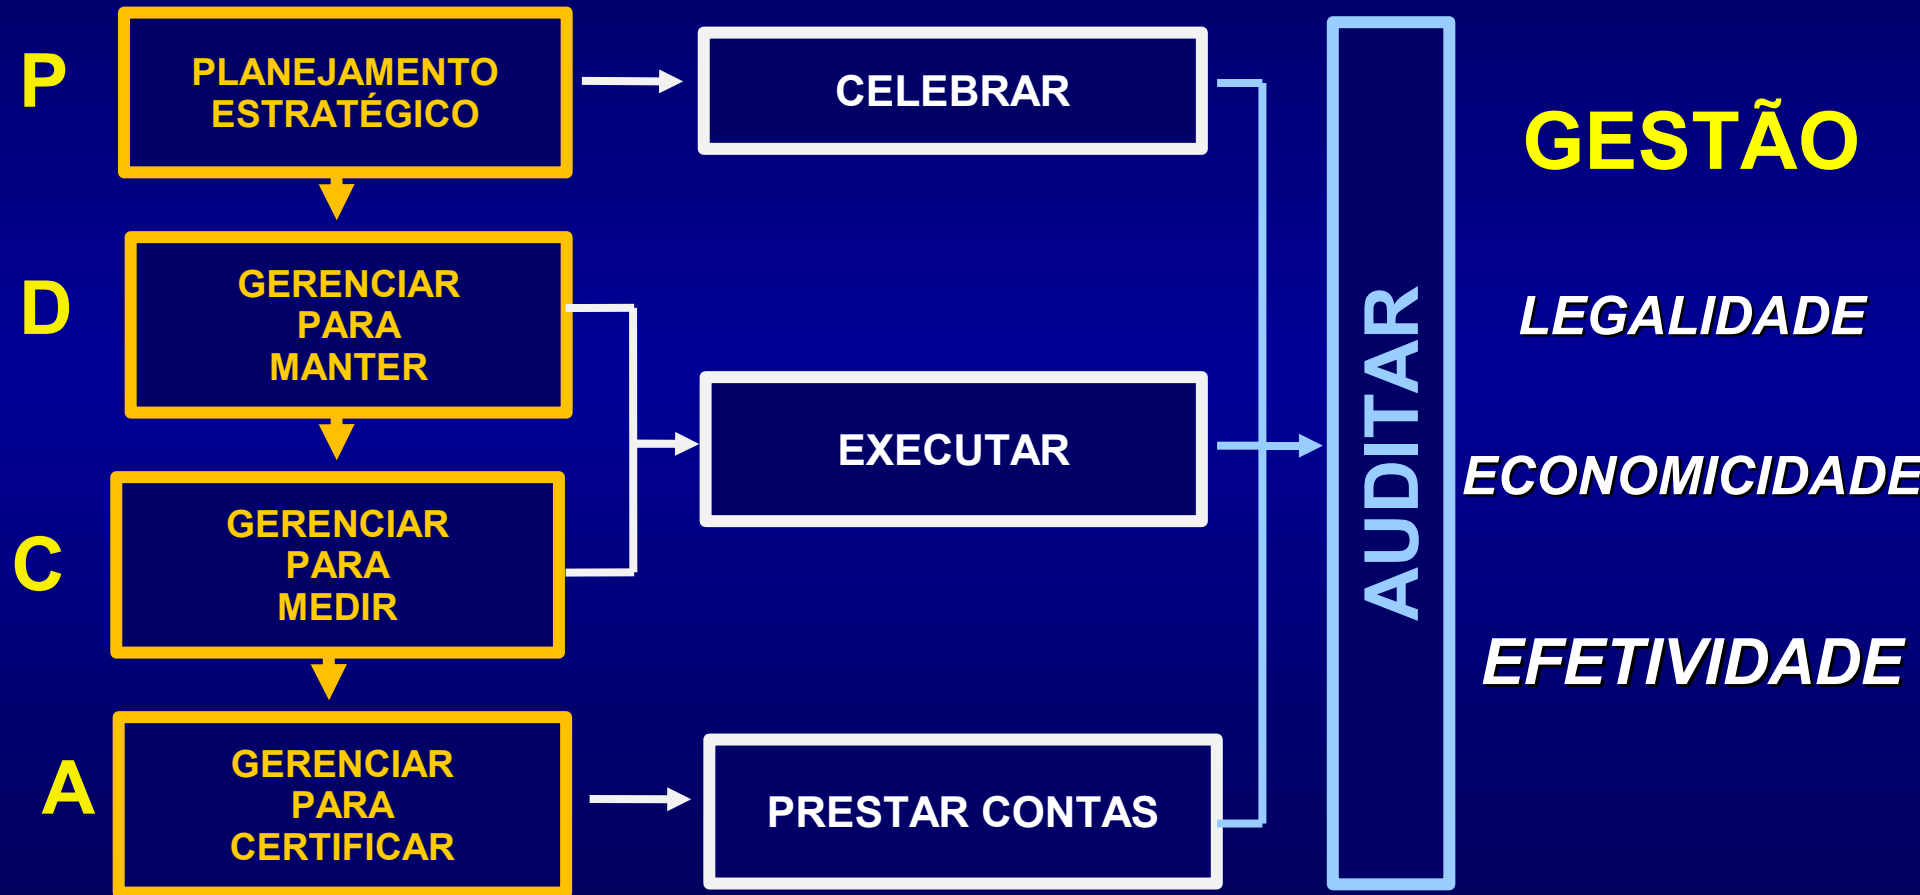 P
PLANEJAMENTO
ESTRATÉGICO
CELEBRAR
D
GERENCIAR
PARA
MANTER
EXECUTAR
C
GERENCIAR
PARA
MEDIR
A
GERENCIAR
PARA
CERTIFICAR
PRESTAR CONTAS
AUDITAR
GESTÃO
LEGALIDADE
ECONOMICIDADE
EFETIVIDADE